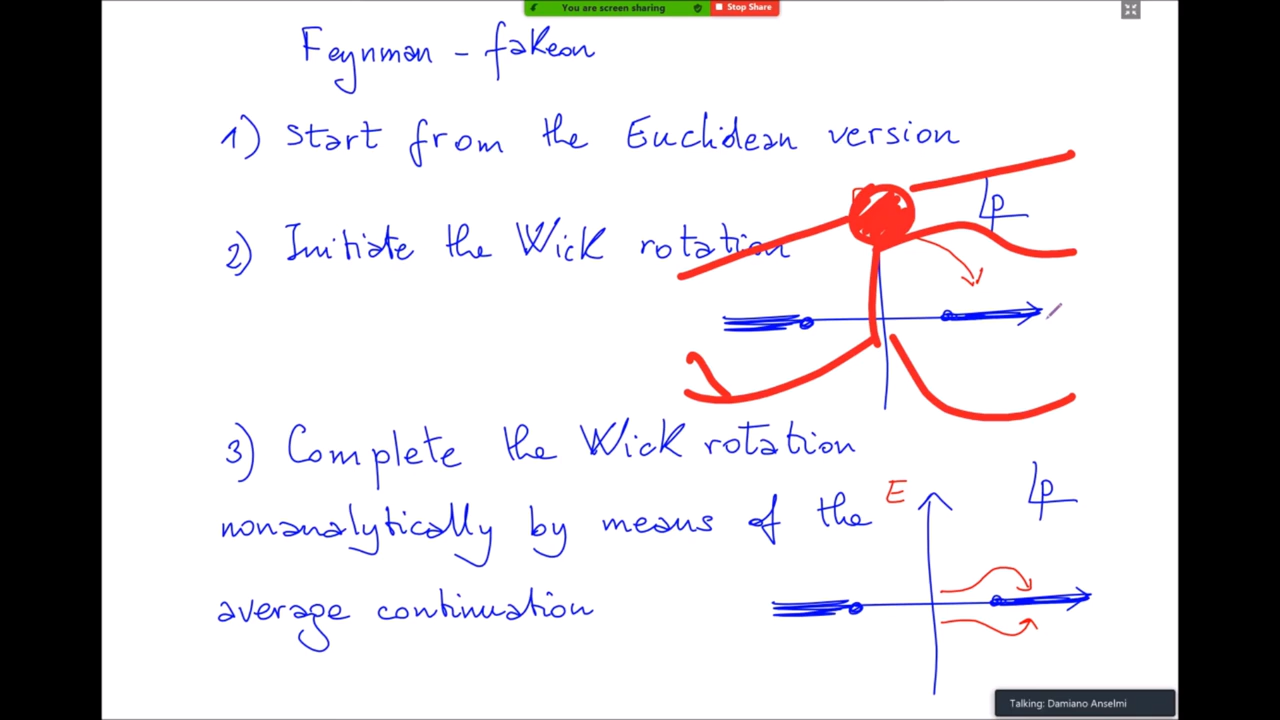 You are screen sharing
Stop Share
Feynman - fakeon
1) Start from the Euclidean version
2) Initiate the Wick rotation
p
3) Complete the Wick rotation
E
p
nonanalytically by means of the
average continuation
Talking: Damiano Anselmi